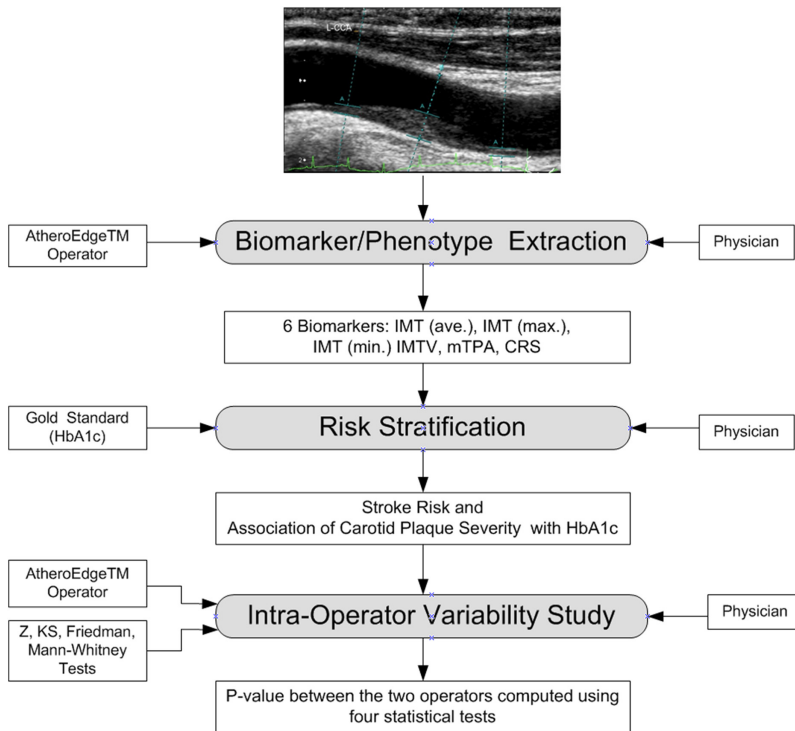 L-CCA
A
A
A
2
AtheroEdgeTM
Operator
Biomarker/Phenotype Extraction
Physician
6 Biomarkers: IMT (ave.), IMT (max.),
IMT (min.) IMTV, mTPA, CRS
Gold Standard
(HbA1c)
Risk Stratification
Physician
Stroke Risk and
Association of Carotid Plaque Severity with HbA1c
AtheroEdgeTM
Operator
Z, KS, Friedman,
Mann-Whitney
Tests
Intra-Operator Variability Study
Physician
P-value between the two operators computed using
four statistical tests